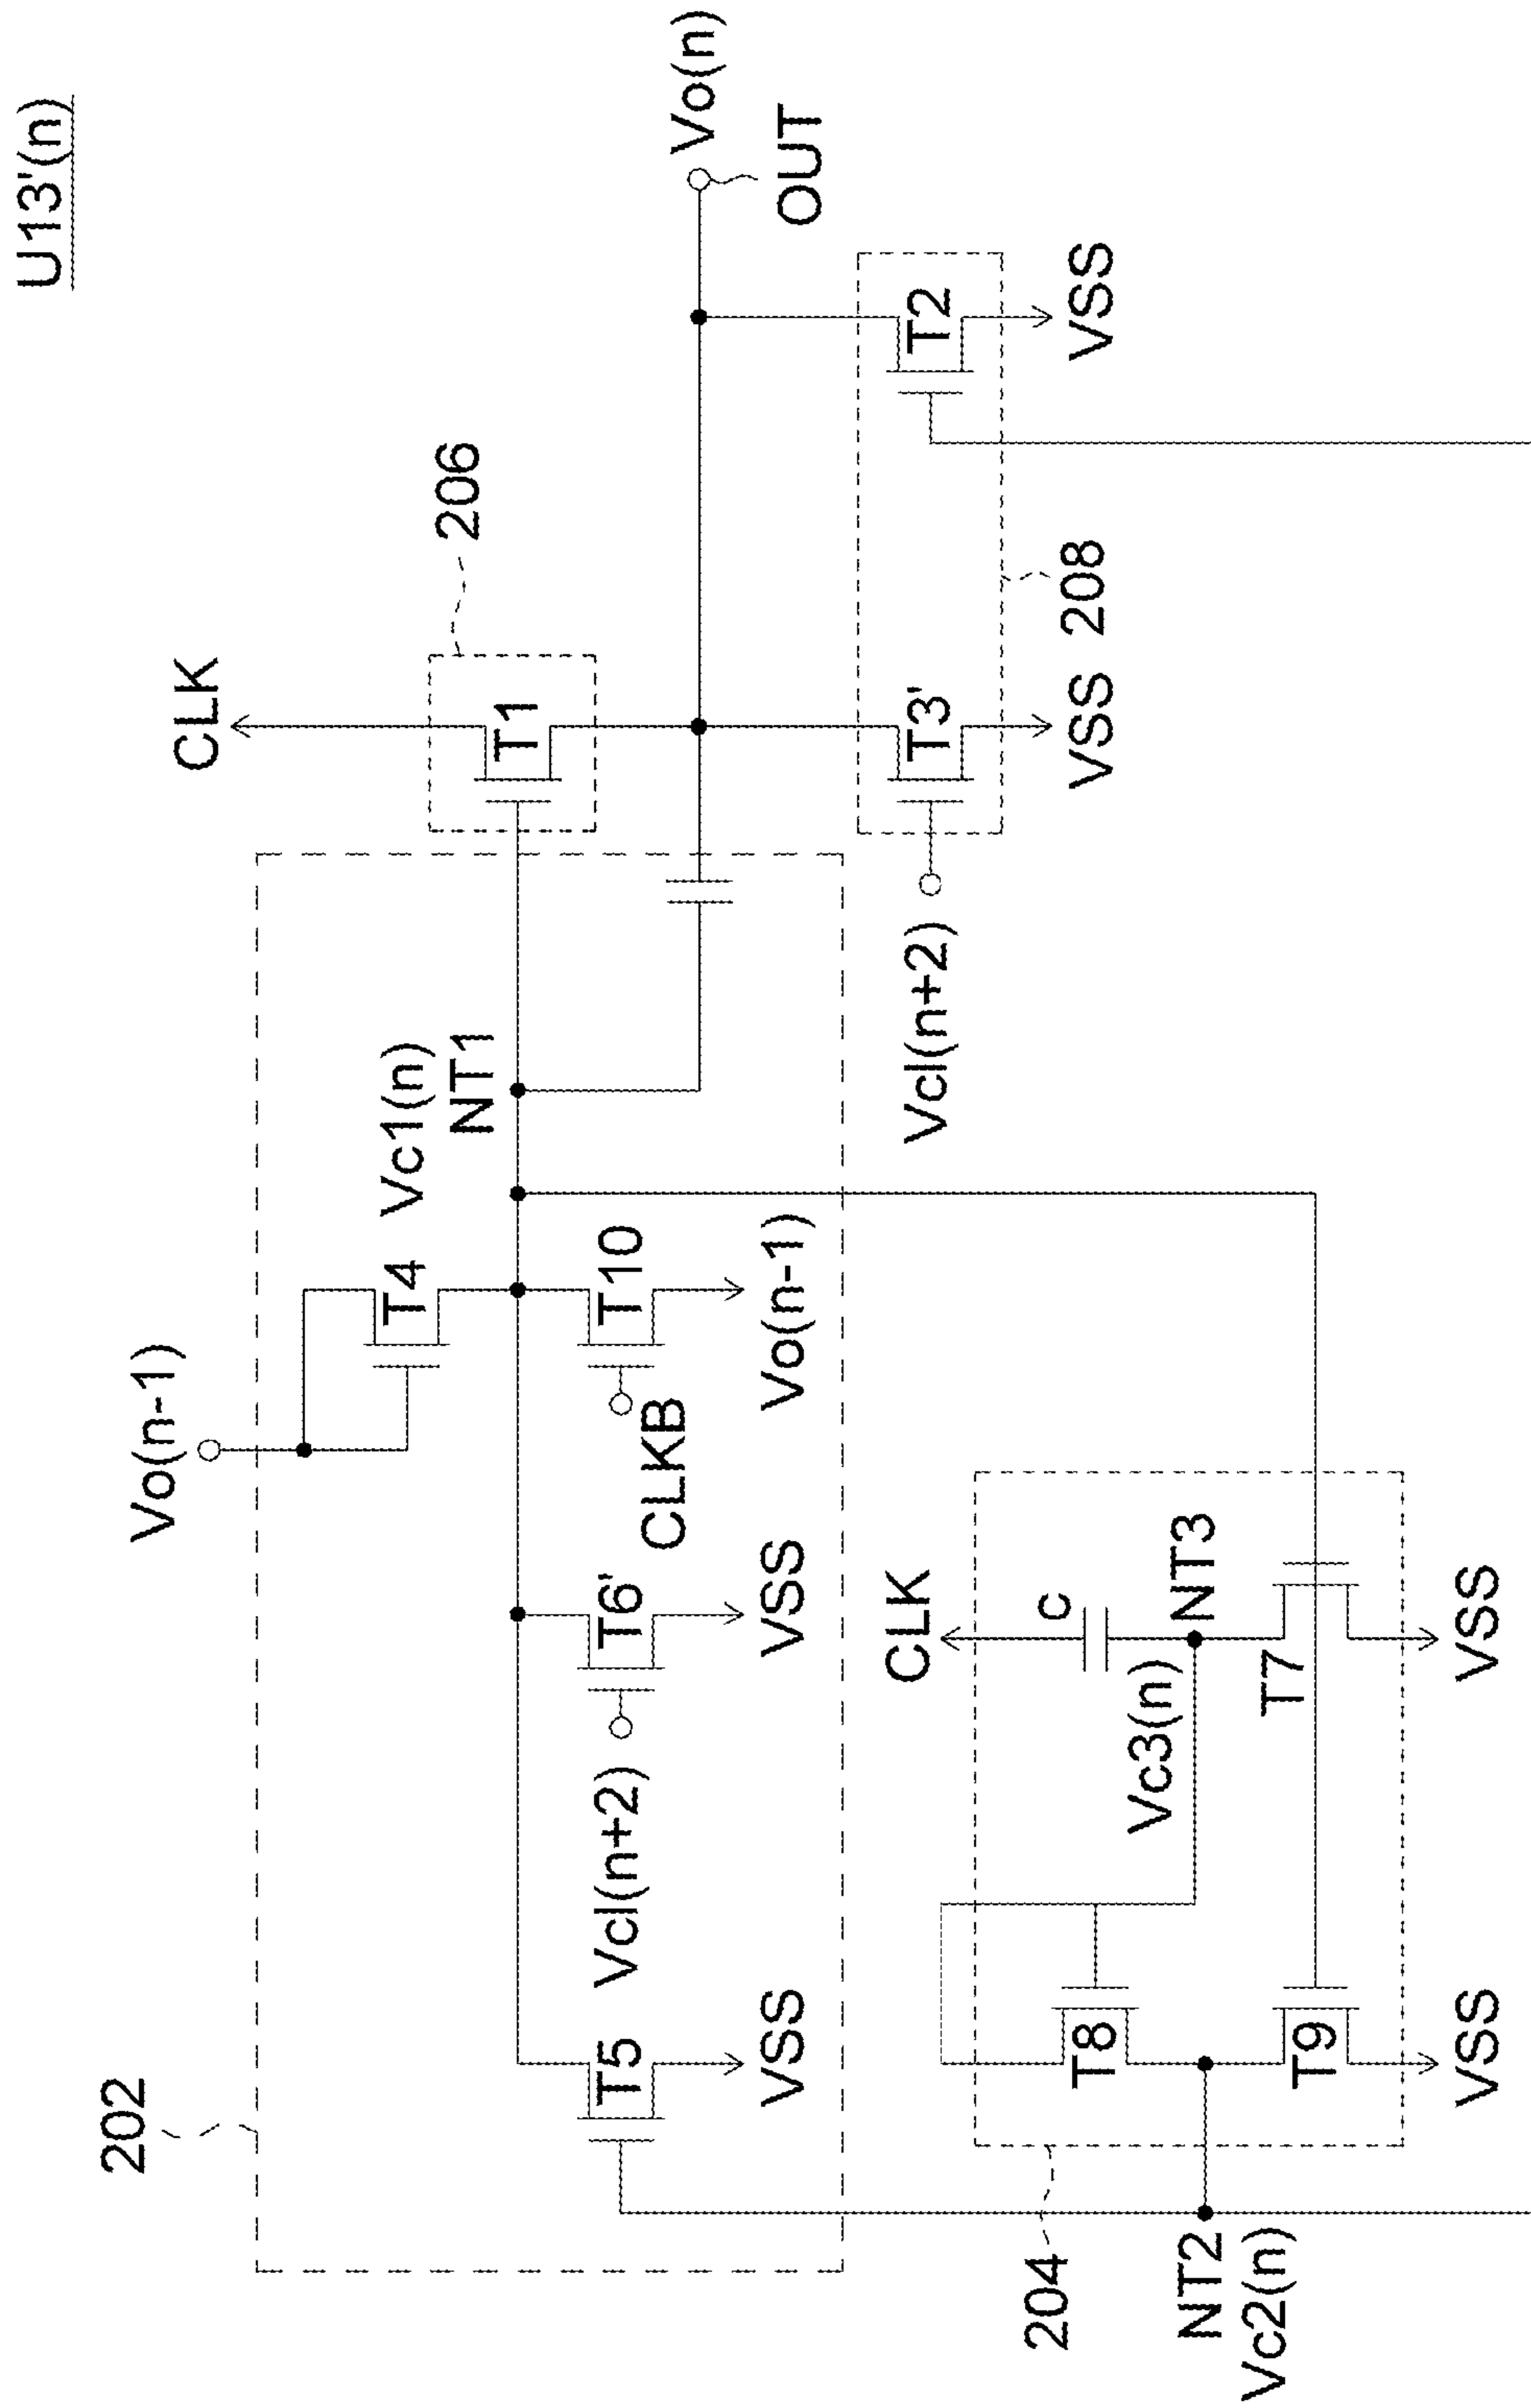 U13'(n)
202
Vo(n-1)
T4
Vc1(n)
NT1
CLK
206
T1
Vo(n)
OUT
T5
VSS
Vcl(n+2)
T6'
VSS
CLKB
T10
Vo(n-1)
Vcl(n+2)
T3'
VSS
208
T2
VSS
204
NT2
Vc2(n)
T8
T9
VSS
CLK
c
Vc3(n)
NT3
T7
VSS